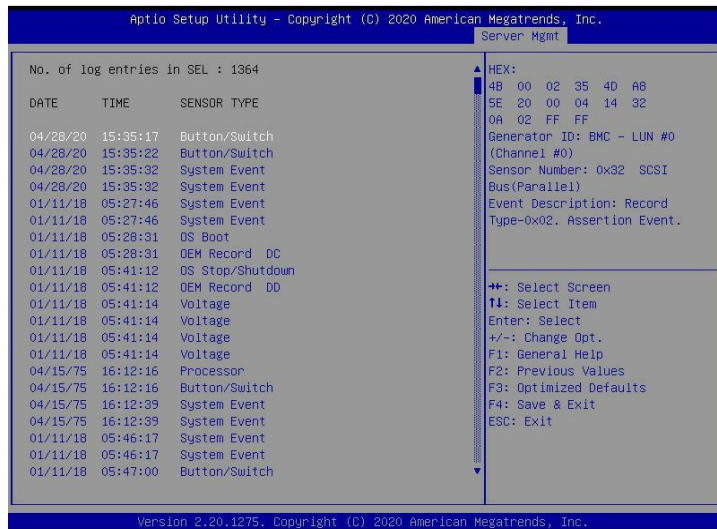 Aptio Setup Utility – Copyright (C) 2020 American Megatrends, Inc.
Server Mgmt
No. of log entries in SEL : 1364
DATE TIME SENSOR TYPE
04/28/20 15:35:17 Button/Switch
04/28/20 15:35:22 Button/Switch
04/28/20 15:35:32 System Event
04/28/20 15:35:32 System Event
01/11/18 05:27:46 System Event
01/11/18 05:27:46 System Event
01/11/18 05:28:31 OS Boot
01/11/18 05:28:31 OEM Record DC
01/11/18 05:41:12 OS Stop/Shutdown
01/11/18 05:41:12 OEM Record DD
01/11/18 05:41:14 Voltage
01/11/18 05:41:14 Voltage
01/11/18 05:41:14 Voltage
01/11/18 05:41:14 Voltage
04/15/75 16:12:16 Processor
04/15/75 16:12:16 Button/Switch
04/15/75 16:12:39 System Event
04/15/75 16:12:39 System Event
01/11/18 05:46:17 System Event
01/11/18 05:46:17 System Event
01/11/18 05:47:00 Button/Switch
HEX:
4B 00 02 35 4D A8
5E 20 00 04 14 32
0A 02 FF FF
Generator ID: BMC – LUN #0
(Channel #0)
Sensor Number: 0x32 SCSI
Bus(Parallel)
Event Description: Record
Type-0x02. Assertion Event.
→←: Select Screen
↑↓: Select Item
Enter: Select
+/-: Change Opt.
F1: General Help
F2: Previous Values
F3: Optimized Defaults
F4: Save & Exit
ESC: Exit
Version 2.20.1275. Copyright (C) 2020 American Megatrends, Inc.